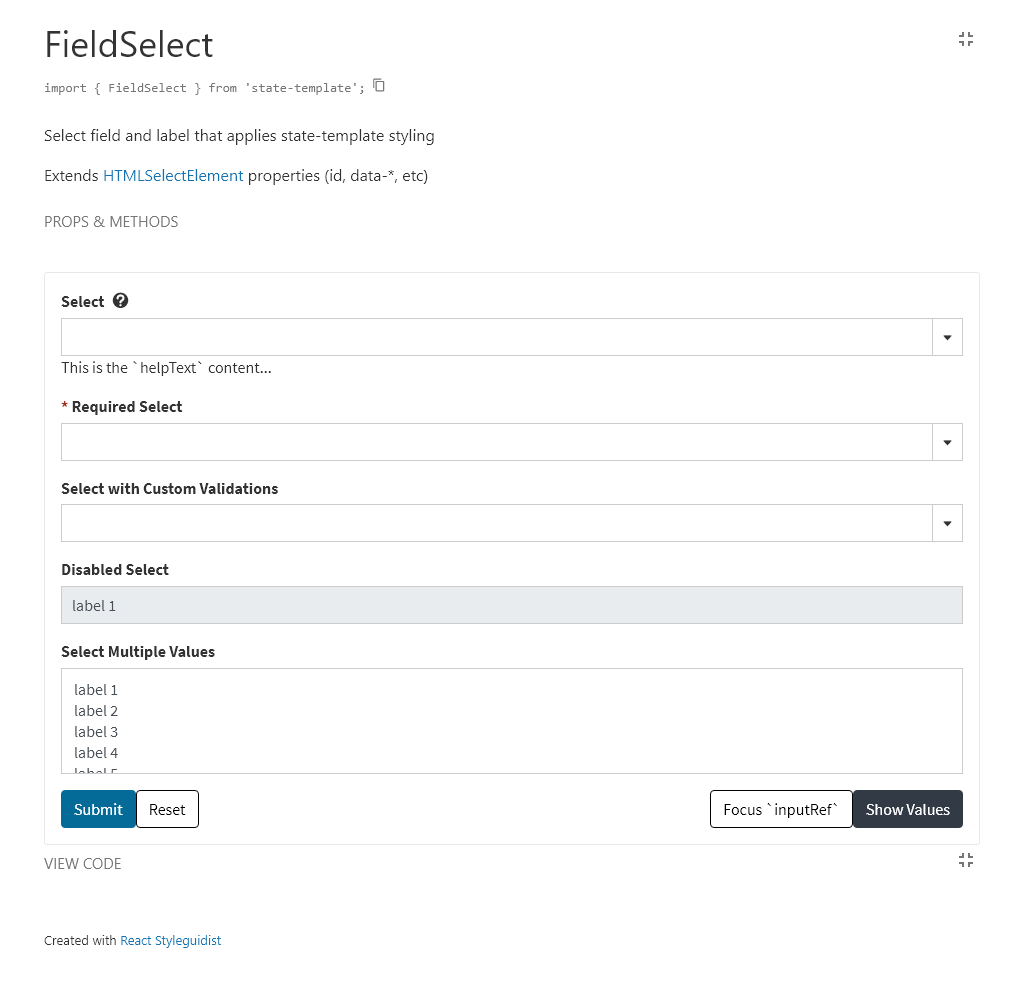 FieldSelect
import { FieldSelect } from 'state-template';
Select field and label that applies state-template styling
Extends HTMLSelectElement properties (id, data-*, etc)
PROPS & METHODS
Select
This is the `helpText` content...
* Required Select
Select with Custom Validations
Disabled Select
label 1
Select Multiple Values
label 1
label 2
label 3
label 4
label 5
Submit Reset Focus `inputRef` Show Values
VIEW CODE
Created with React Styleguidist